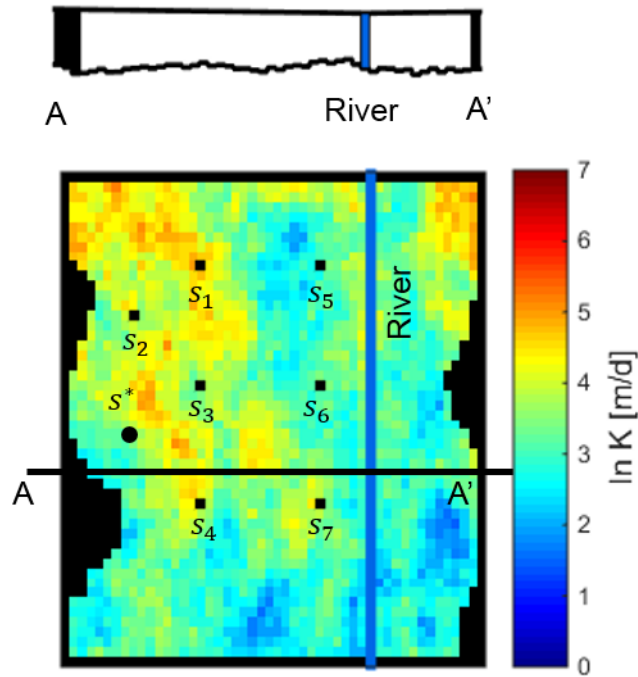 A
River
A’
7
6
5
4
3
2
1
0
ln K [m/d]
s₁
s₅
River
s₂
s*
s₃
s₆
A
A’
s₄
s₇